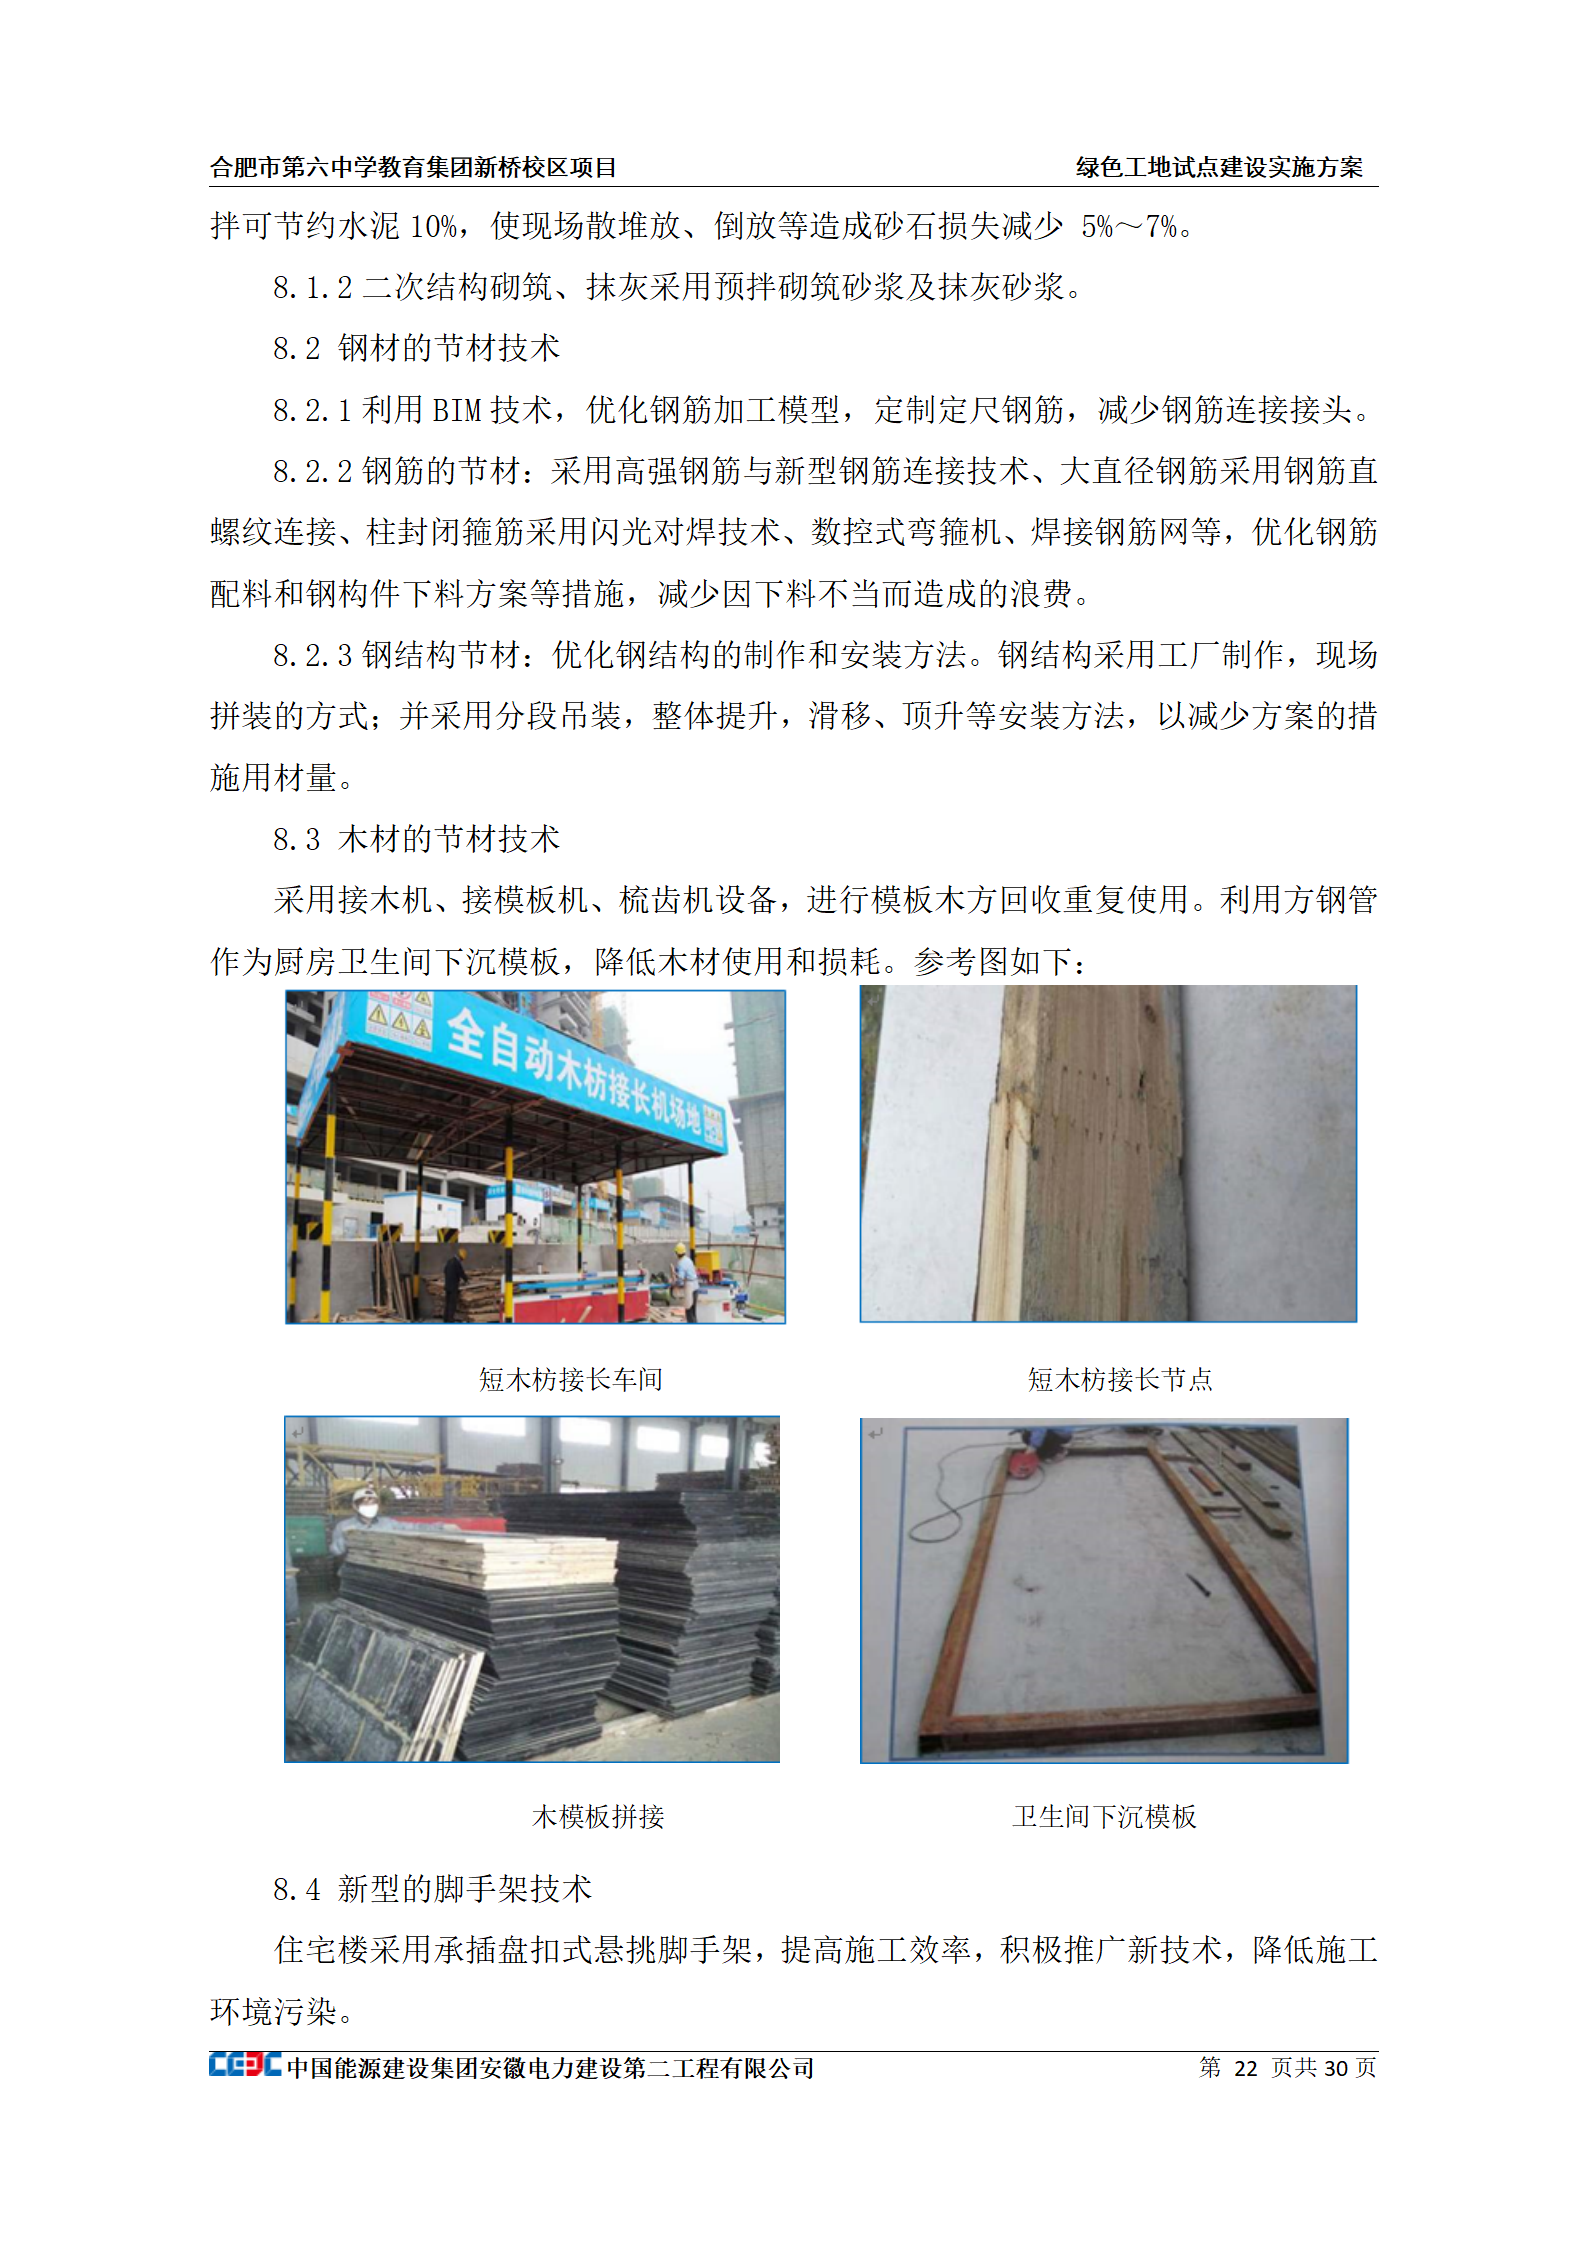 合肥市第六中学教育集团新桥校区项目 绿色工地试点建设实施方案
拌可节约水泥10%，使现场散堆放、倒放等造成砂石损失减少 5%～7%。
8.1.2二次结构砌筑、抹灰采用预拌砌筑砂浆及抹灰砂浆。
8.2 钢材的节材技术
8.2.1利用BIM技术，优化钢筋加工模型，定制定尺钢筋，减少钢筋连接接头。
8.2.2钢筋的节材：采用高强钢筋与新型钢筋连接技术、大直径钢筋采用钢筋直
螺纹连接、柱封闭箍筋采用闪光对焊技术、数控式弯箍机、焊接钢筋网等，优化钢筋
配料和钢构件下料方案等措施，减少因下料不当而造成的浪费。
8.2.3钢结构节材：优化钢结构的制作和安装方法。钢结构采用工厂制作，现场
拼装的方式；并采用分段吊装，整体提升，滑移、顶升等安装方法，以减少方案的措
施用材量。
8.3 木材的节材技术
采用接木机、接模板机、梳齿机设备，进行模板木方回收重复使用。利用方钢管
作为厨房卫生间下沉模板，降低木材使用和损耗。参考图如下：
全自动木枋接长机场地
短木枋接长车间 短木枋接长节点
木模板拼接 卫生间下沉模板
8.4 新型的脚手架技术
住宅楼采用承插盘扣式悬挑脚手架，提高施工效率，积极推广新技术，降低施工
环境污染。
CEEC 中国能源建设集团安徽电力建设第二工程有限公司 第 22 页共30页